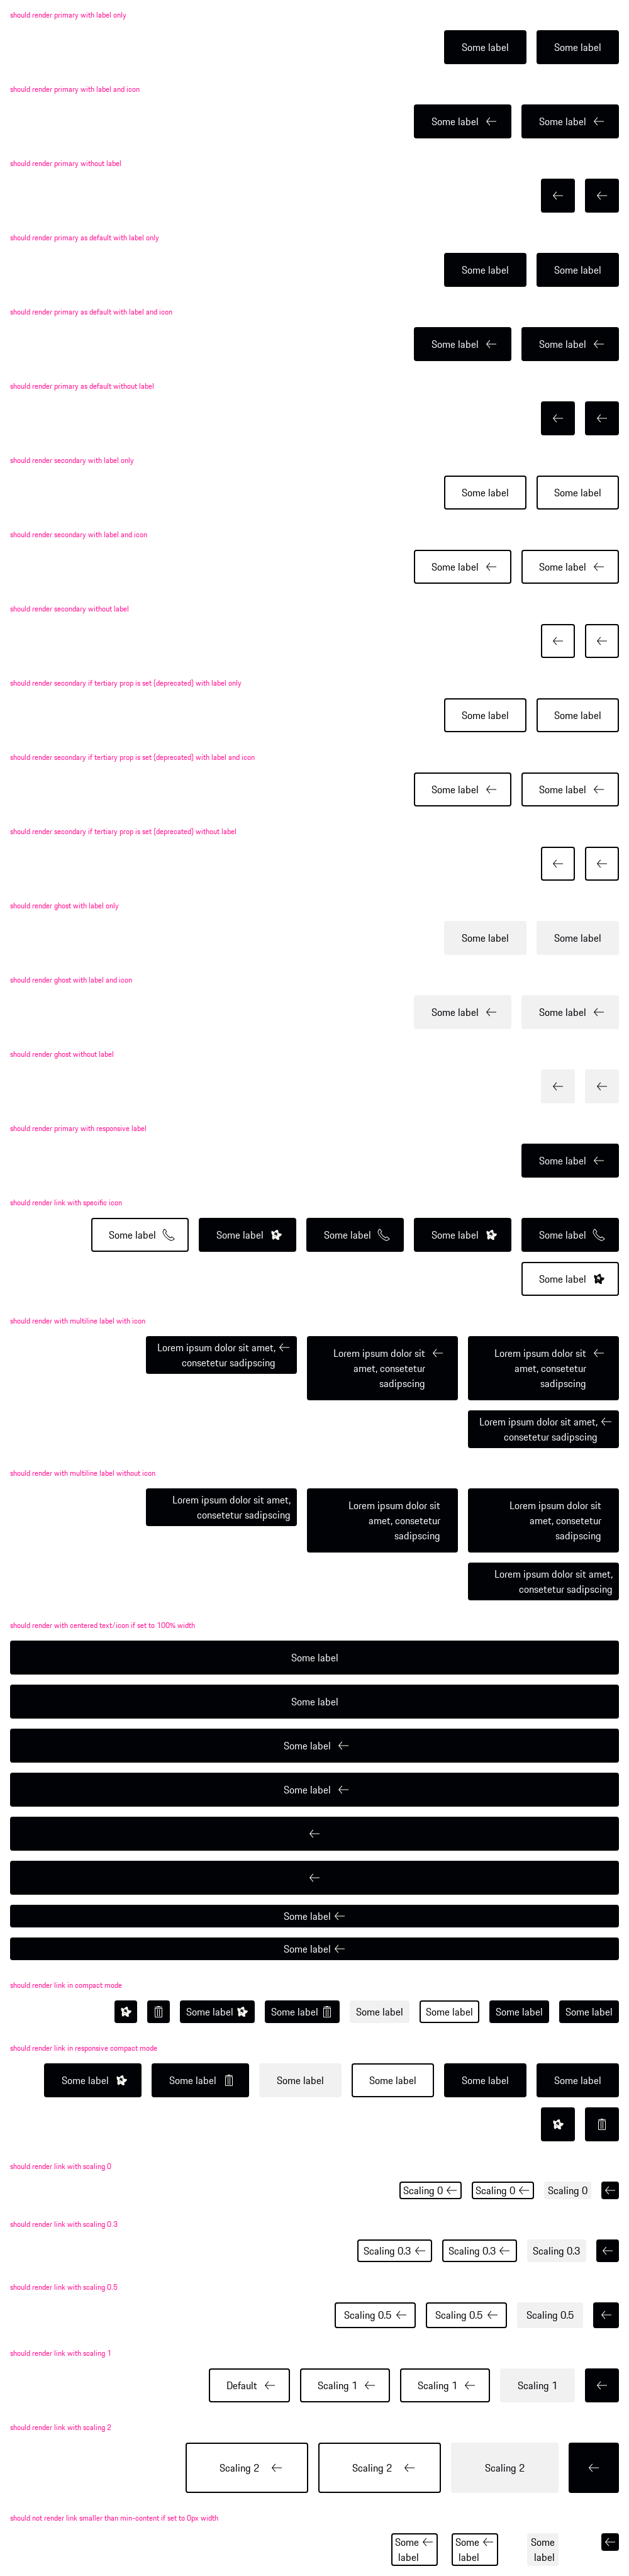 should render primary with label only
Some label Some label
should render primary with label and icon
Some label Some label
should render primary without label
should render primary as default with label only
Some label Some label
should render primary as default with label and icon
Some label Some label
should render primary as default without label
should render secondary with label only
Some label Some label
should render secondary with label and icon
Some label Some label
should render secondary without label
should render secondary if tertiary prop is set (deprecated) with label only
Some label Some label
should render secondary if tertiary prop is set (deprecated) with label and icon
Some label Some label
should render secondary if tertiary prop is set (deprecated) without label
should render ghost with label only
Some label Some label
should render ghost with label and icon
Some label Some label
should render ghost without label
should render primary with responsive label
Some label
should render link with specific icon
Some label Some label Some label Some label Some label
Some label
should render with multiline label with icon
Lorem ipsum dolor sit amet,
consetetur sadipscing
Lorem ipsum dolor sit
amet, consetetur
sadipscing
Lorem ipsum dolor sit
amet, consetetur
sadipscing
Lorem ipsum dolor sit amet,
consetetur sadipscing
should render with multiline label without icon
Lorem ipsum dolor sit amet,
consetetur sadipscing
Lorem ipsum dolor sit
amet, consetetur
sadipscing
Lorem ipsum dolor sit
amet, consetetur
sadipscing
Lorem ipsum dolor sit amet,
consetetur sadipscing
should render with centered text/icon if set to 100% width
Some label
Some label
Some label
Some label
Some label
Some label
should render link in compact mode
Some label Some label Some label Some label Some label Some label
should render link in responsive compact mode
Some label Some label Some label Some label Some label Some label
should render link with scaling 0
Scaling 0 Scaling 0 Scaling 0
should render link with scaling 0.3
Scaling 0.3 Scaling 0.3 Scaling 0.3
should render link with scaling 0.5
Scaling 0.5 Scaling 0.5 Scaling 0.5
should render link with scaling 1
Default Scaling 1 Scaling 1 Scaling 1
should render link with scaling 2
Scaling 2 Scaling 2 Scaling 2
should not render link smaller than min-content if set to 0px width
Some
label
Some
label
Some
label